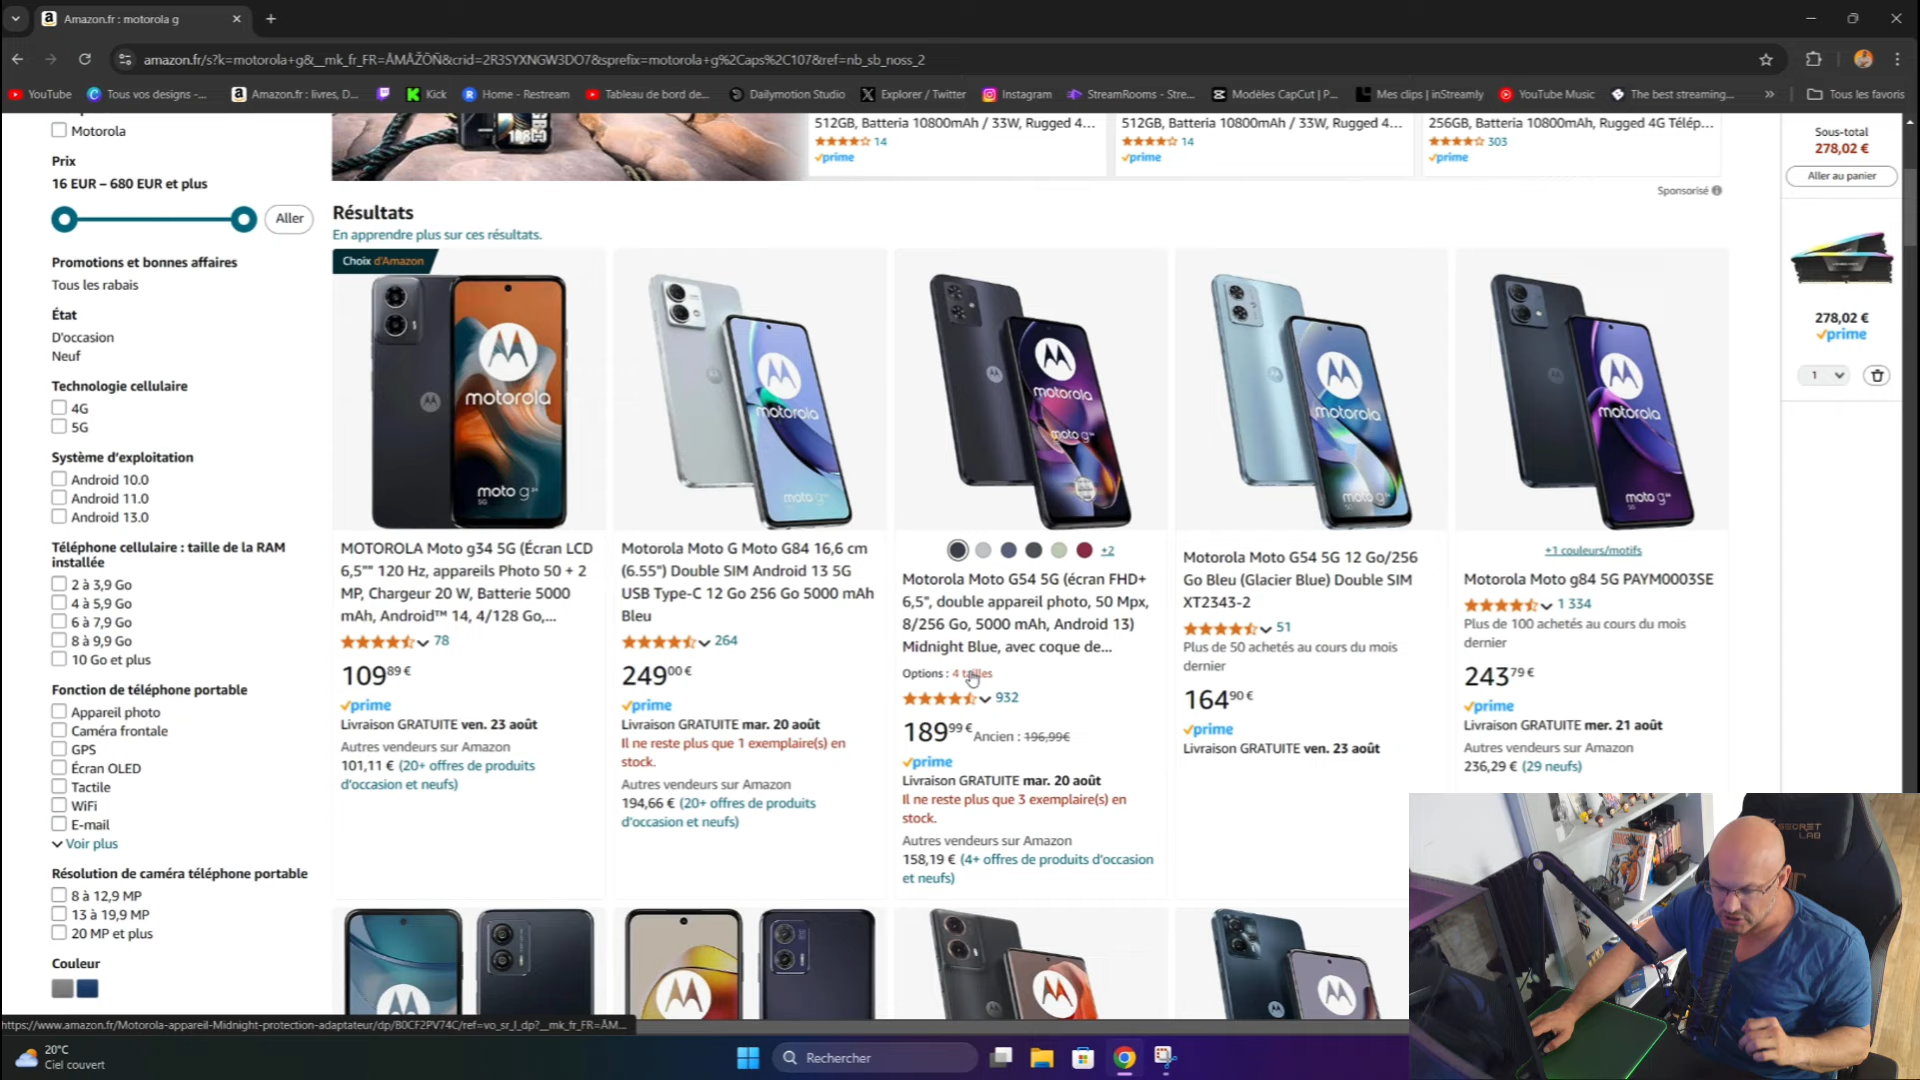 Amazon.fr : motorola g
amazon.fr/s?k=motorola+g&__mk_fr_FR=ÅMÅŽÕÑ&crid=2R3SYXNGW3DO7&sprefix=motorola+g%2Caps%2C107&ref=nb_sb_noss_2
YouTube
Tous vos designs -...
Amazon.fr : livres, D...
Kick
Home - Restream
Tableau de bord de...
Dailymotion Studio
Explorer / Twitter
Instagram
StreamRooms - Stre...
Modèles CapCut | P...
Mes clips | inStreamly
YouTube Music
The best streaming...
Tous les favoris
Motorola
Prix
16 EUR – 680 EUR et plus
Aller
Promotions et bonnes affaires
Tous les rabais
État
D'occasion
Neuf
Technologie cellulaire
4G
5G
Système d'exploitation
Android 10.0
Android 11.0
Android 13.0
Téléphone cellulaire : taille de la RAM
installée
2 à 3,9 Go
4 à 5,9 Go
6 à 7,9 Go
8 à 9,9 Go
10 Go et plus
Fonction de téléphone portable
Appareil photo
Caméra frontale
GPS
Écran OLED
Tactile
WiFi
E-mail
Voir plus
Résolution de caméra téléphone portable
8 à 12,9 MP
13 à 19,9 MP
20 MP et plus
Couleur
512GB, Batteria 10800mAh / 33W, Rugged 4...
14
prime
512GB, Batteria 10800mAh / 33W, Rugged 4...
14
prime
256GB, Batteria 10800mAh, Rugged 4G Télép...
303
prime
Sponsorisé
Résultats
En apprendre plus sur ces résultats.
Choix d'Amazon
motorola
moto g34
5G
MOTOROLA Moto g34 5G (Écran LCD
6,5"" 120 Hz, appareils Photo 50 + 2
MP, Chargeur 20 W, Batterie 5000
mAh, Android™ 14, 4/128 Go,...
78
109,89 €
prime
Livraison GRATUITE ven. 23 août
Autres vendeurs sur Amazon
101,11 € (20+ offres de produits
d'occasion et neufs)
motorola
Motorola Moto G Moto G84 16,6 cm
(6.55") Double SIM Android 13 5G
USB Type-C 12 Go 256 Go 5000 mAh
Bleu
264
249,00 €
prime
Livraison GRATUITE mar. 20 août
Il ne reste plus que 1 exemplaire(s) en
stock.
Autres vendeurs sur Amazon
194,66 € (20+ offres de produits
d'occasion et neufs)
motorola
+2
Motorola Moto G54 5G (écran FHD+
6,5", double appareil photo, 50 Mpx,
8/256 Go, 5000 mAh, Android 13)
Midnight Blue, avec coque de...
Options : 4 tailles
932
189,99 € Ancien : 196,99€
prime
Livraison GRATUITE mar. 20 août
Il ne reste plus que 3 exemplaire(s) en
stock.
Autres vendeurs sur Amazon
158,19 € (4+ offres de produits d'occasion
et neufs)
motorola
Motorola Moto G54 5G 12 Go/256
Go Bleu (Glacier Blue) Double SIM
XT2343-2
51
Plus de 50 achetés au cours du mois
dernier
164,90 €
prime
Livraison GRATUITE ven. 23 août
motorola
+1 couleurs/motifs
Motorola Moto g84 5G PAYM0003SE
1 334
Plus de 100 achetés au cours du mois
dernier
243,79 €
prime
Livraison GRATUITE mer. 21 août
Autres vendeurs sur Amazon
236,29 € (29 neufs)
Sous-total
278,02 €
Aller au panier
278,02 €
prime
1
SECRET
LAB
https://www.amazon.fr/Motorola-appareil-Midnight-protection-adaptateur/dp/B0CF2PV74C/ref=vo_sr_l_dp?__mk_fr_FR=ÅM...
20°C
Ciel couvert
Rechercher